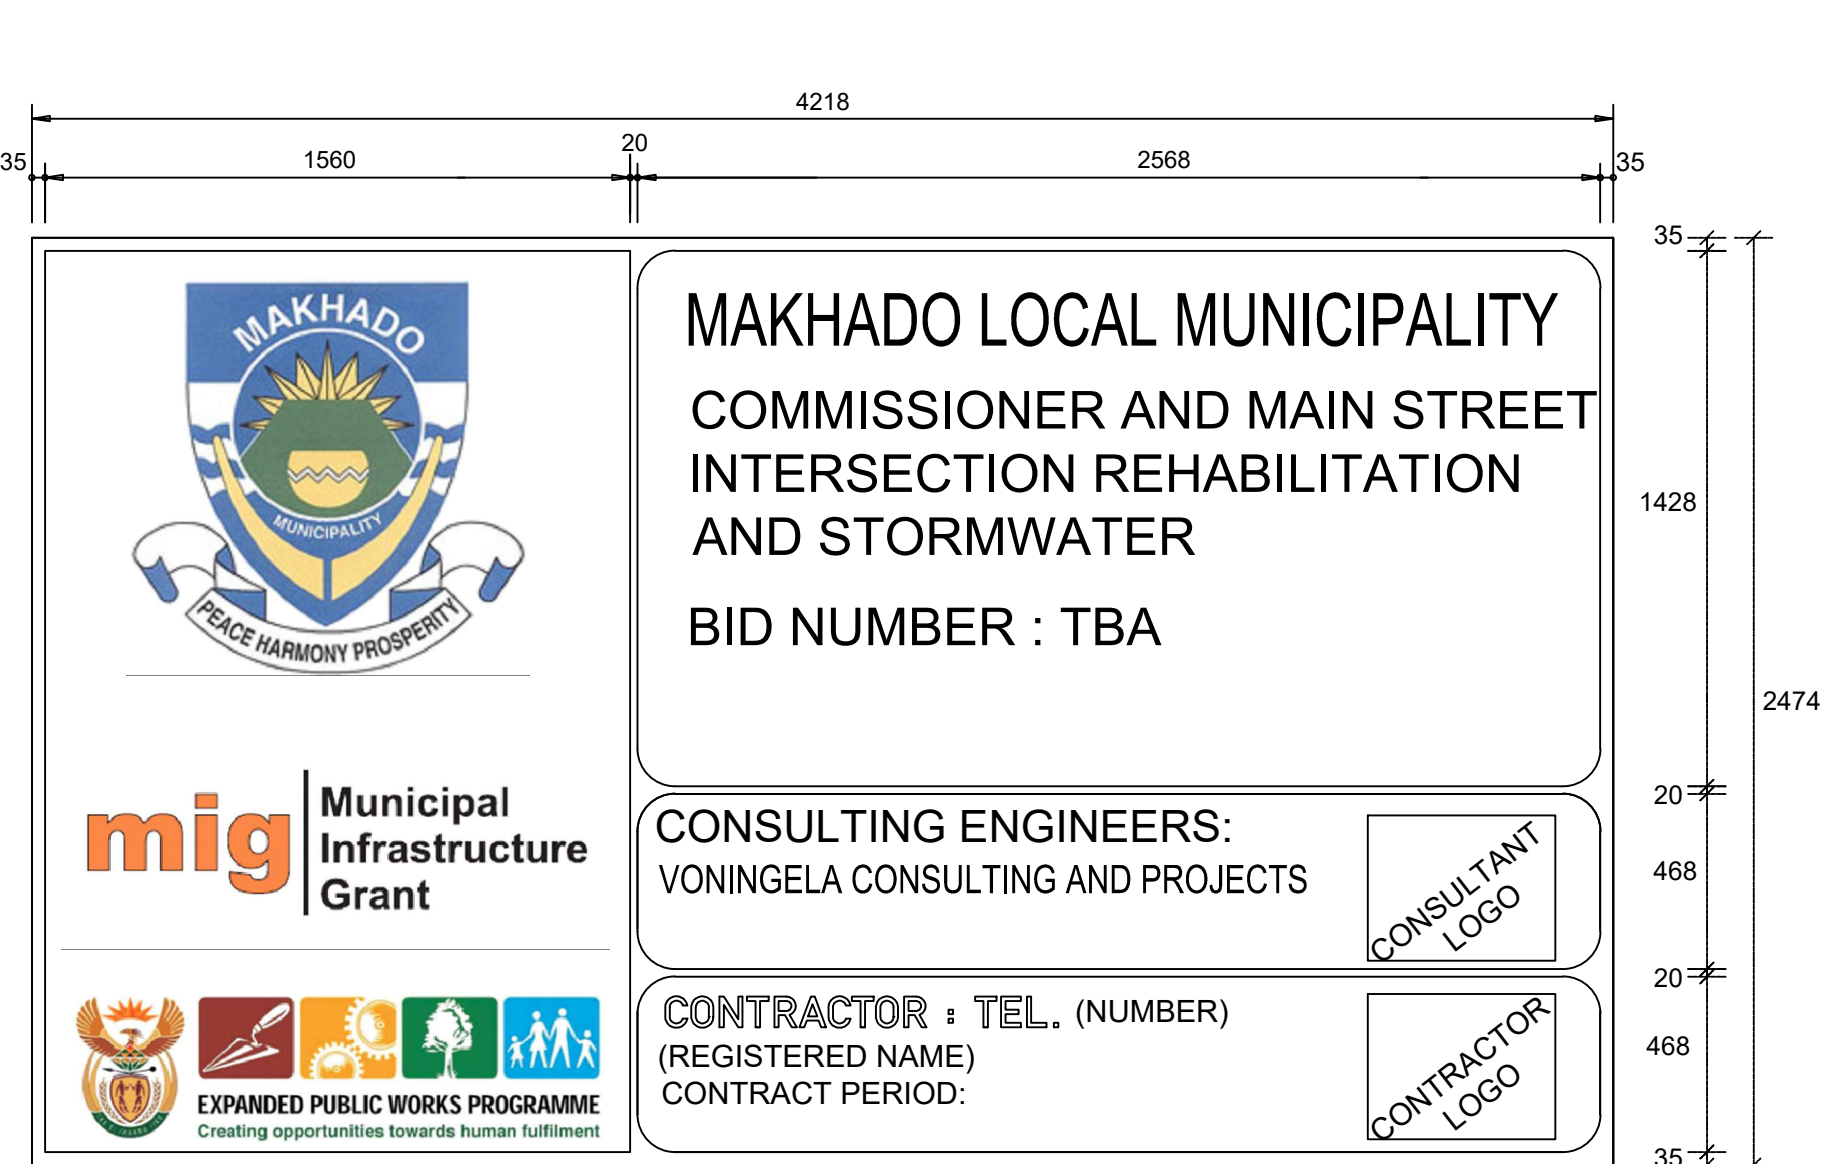 4218
35
1560
20
2568
35
35
1428
2474
20
468
20
468
35
MAKHADO
MUNICIPALITY
PEACE HARMONY PROSPERITY
mig
Municipal
Infrastructure
Grant
EXPANDED PUBLIC WORKS PROGRAMME
Creating opportunities towards human fulfilment
MAKHADO LOCAL MUNICIPALITY
COMMISSIONER AND MAIN STREET
INTERSECTION REHABILITATION
AND STORMWATER
BID NUMBER : TBA
CONSULTING ENGINEERS:
VONINGELA CONSULTING AND PROJECTS
CONSULTANT
LOGO
CONTRACTOR : TEL. (NUMBER)
(REGISTERED NAME)
CONTRACT PERIOD:
CONTRACTOR
LOGO